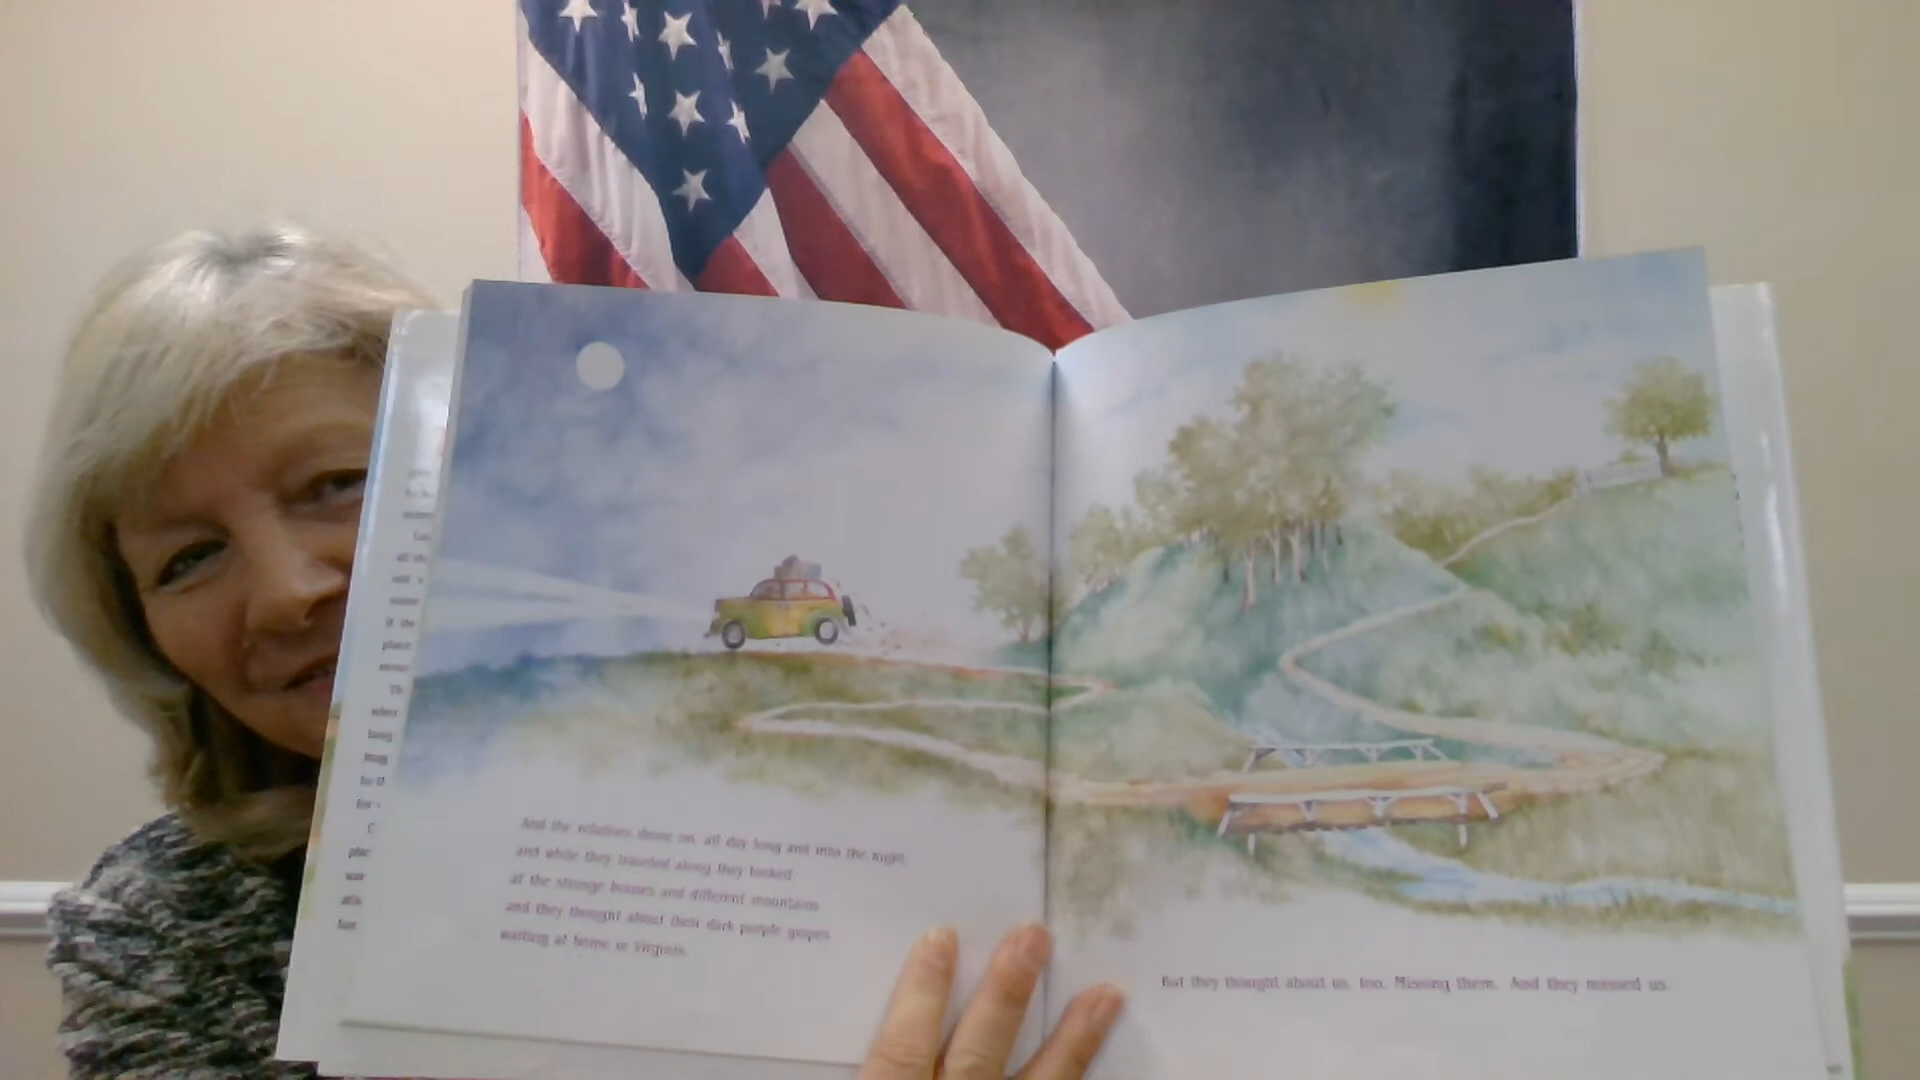 And the relatives drove on, all day long and into the night,
and while they traveled along they looked
at the strange houses and different mountains
and they thought about their dark purple grapes
waiting at home in Virginia.
But they thought about us, too. Missing them. And they missed us.